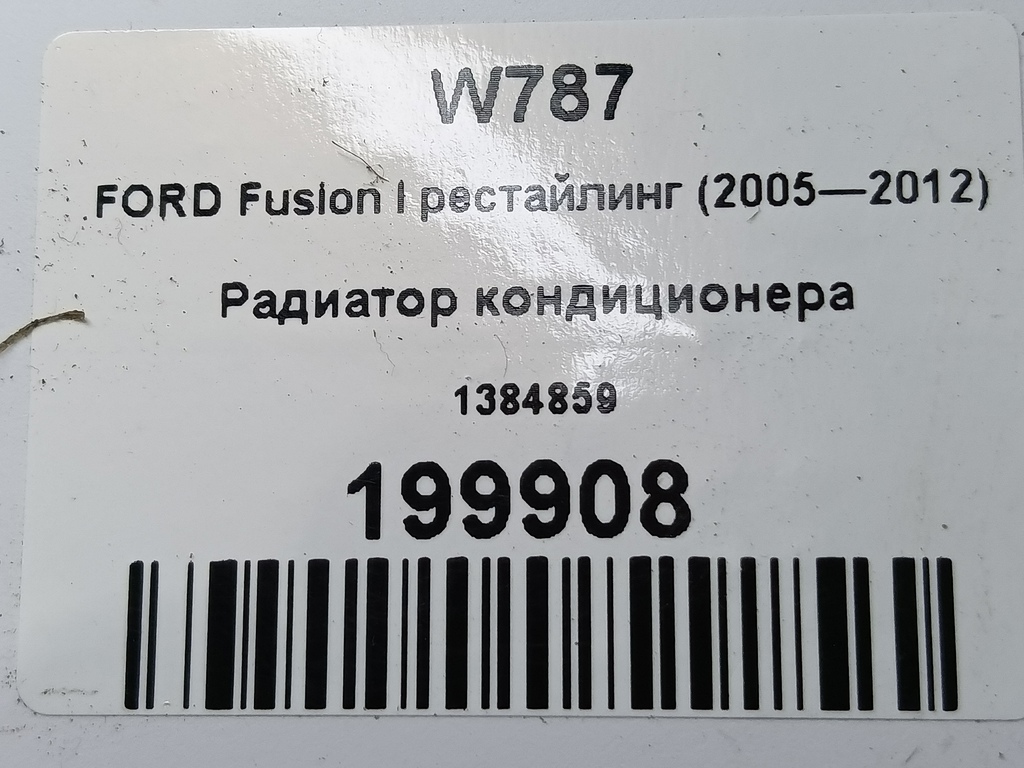 W787
FORD Fusion I рестайлинг (2005—2012)
Радиатор кондиционера
1384859
199908